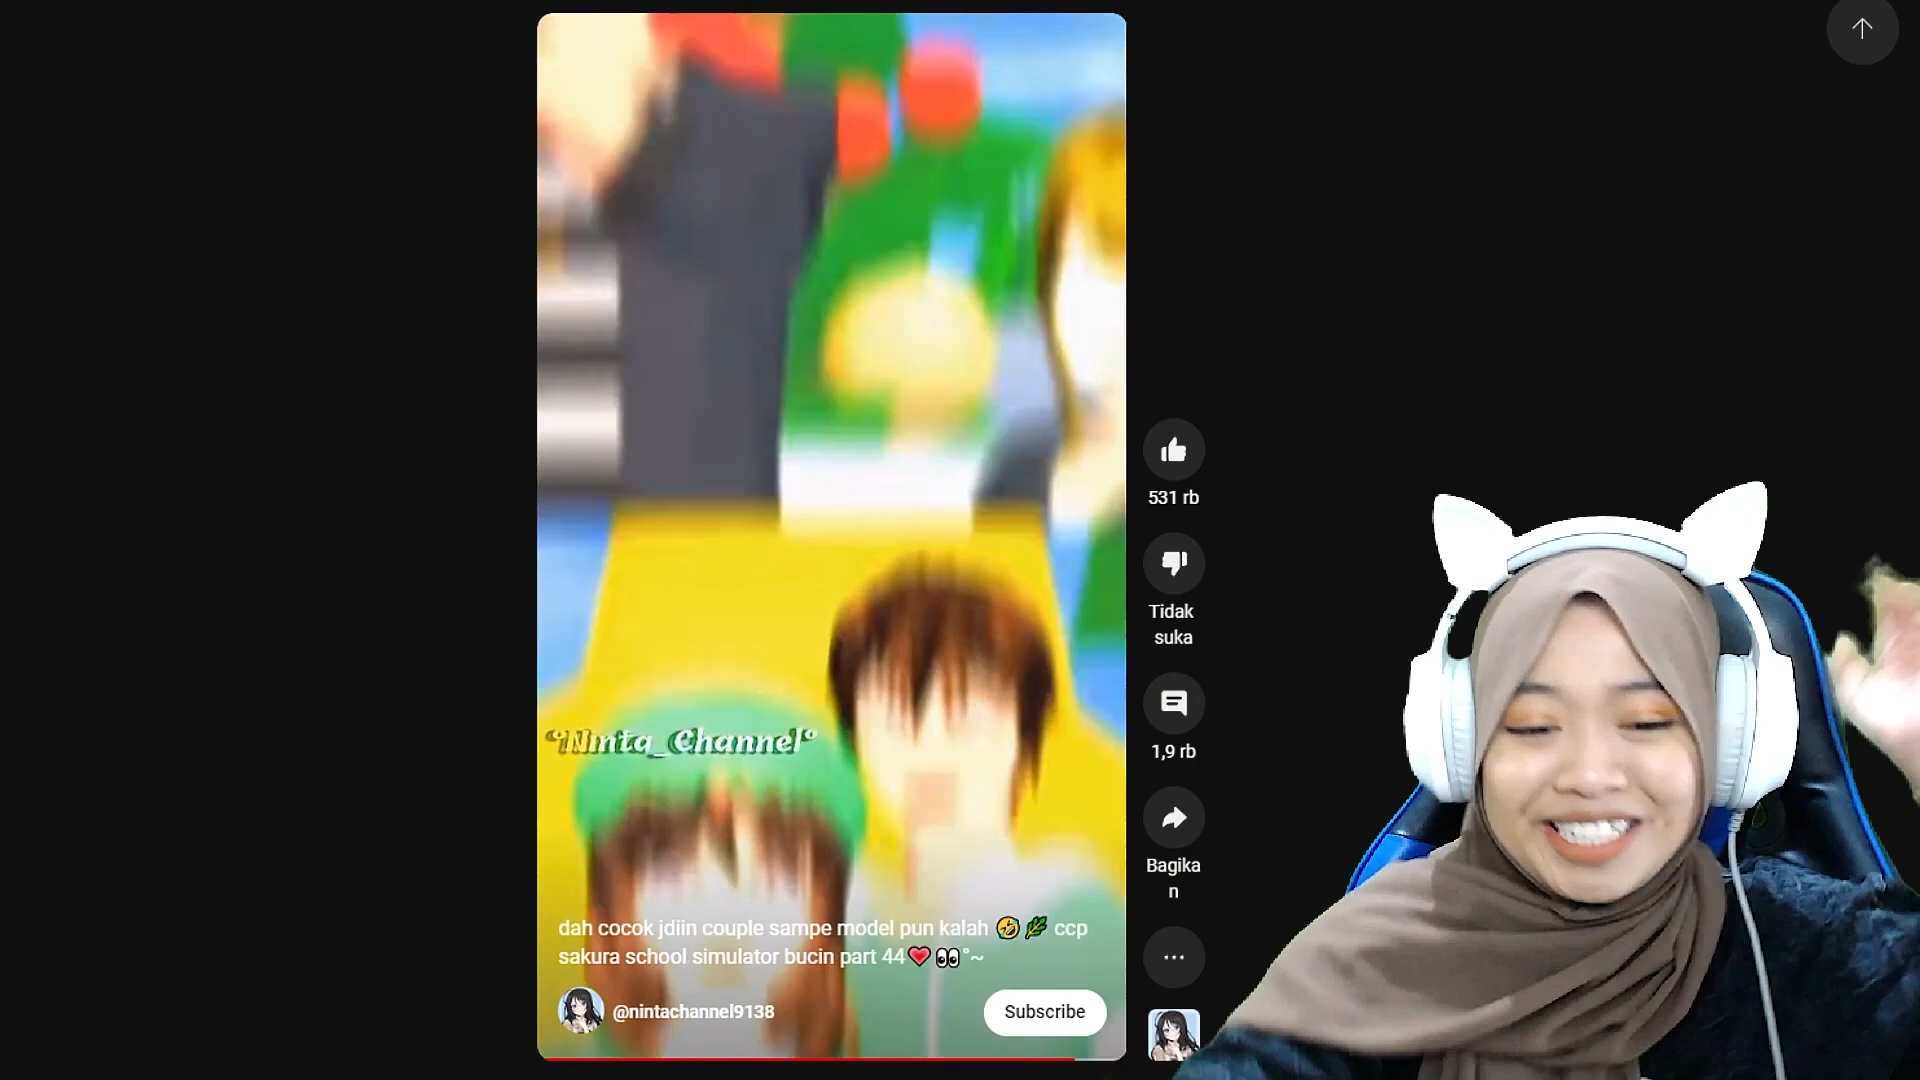 531 rb
Tidak
suka
1,9 rb
Bagika
n
°Ninta_Channel°
dah cocok jdiin couple sampe model pun kalah 🤣🌿 ccp
sakura school simulator bucin part 44❤️👀°~
@nintachannel9138
Subscribe